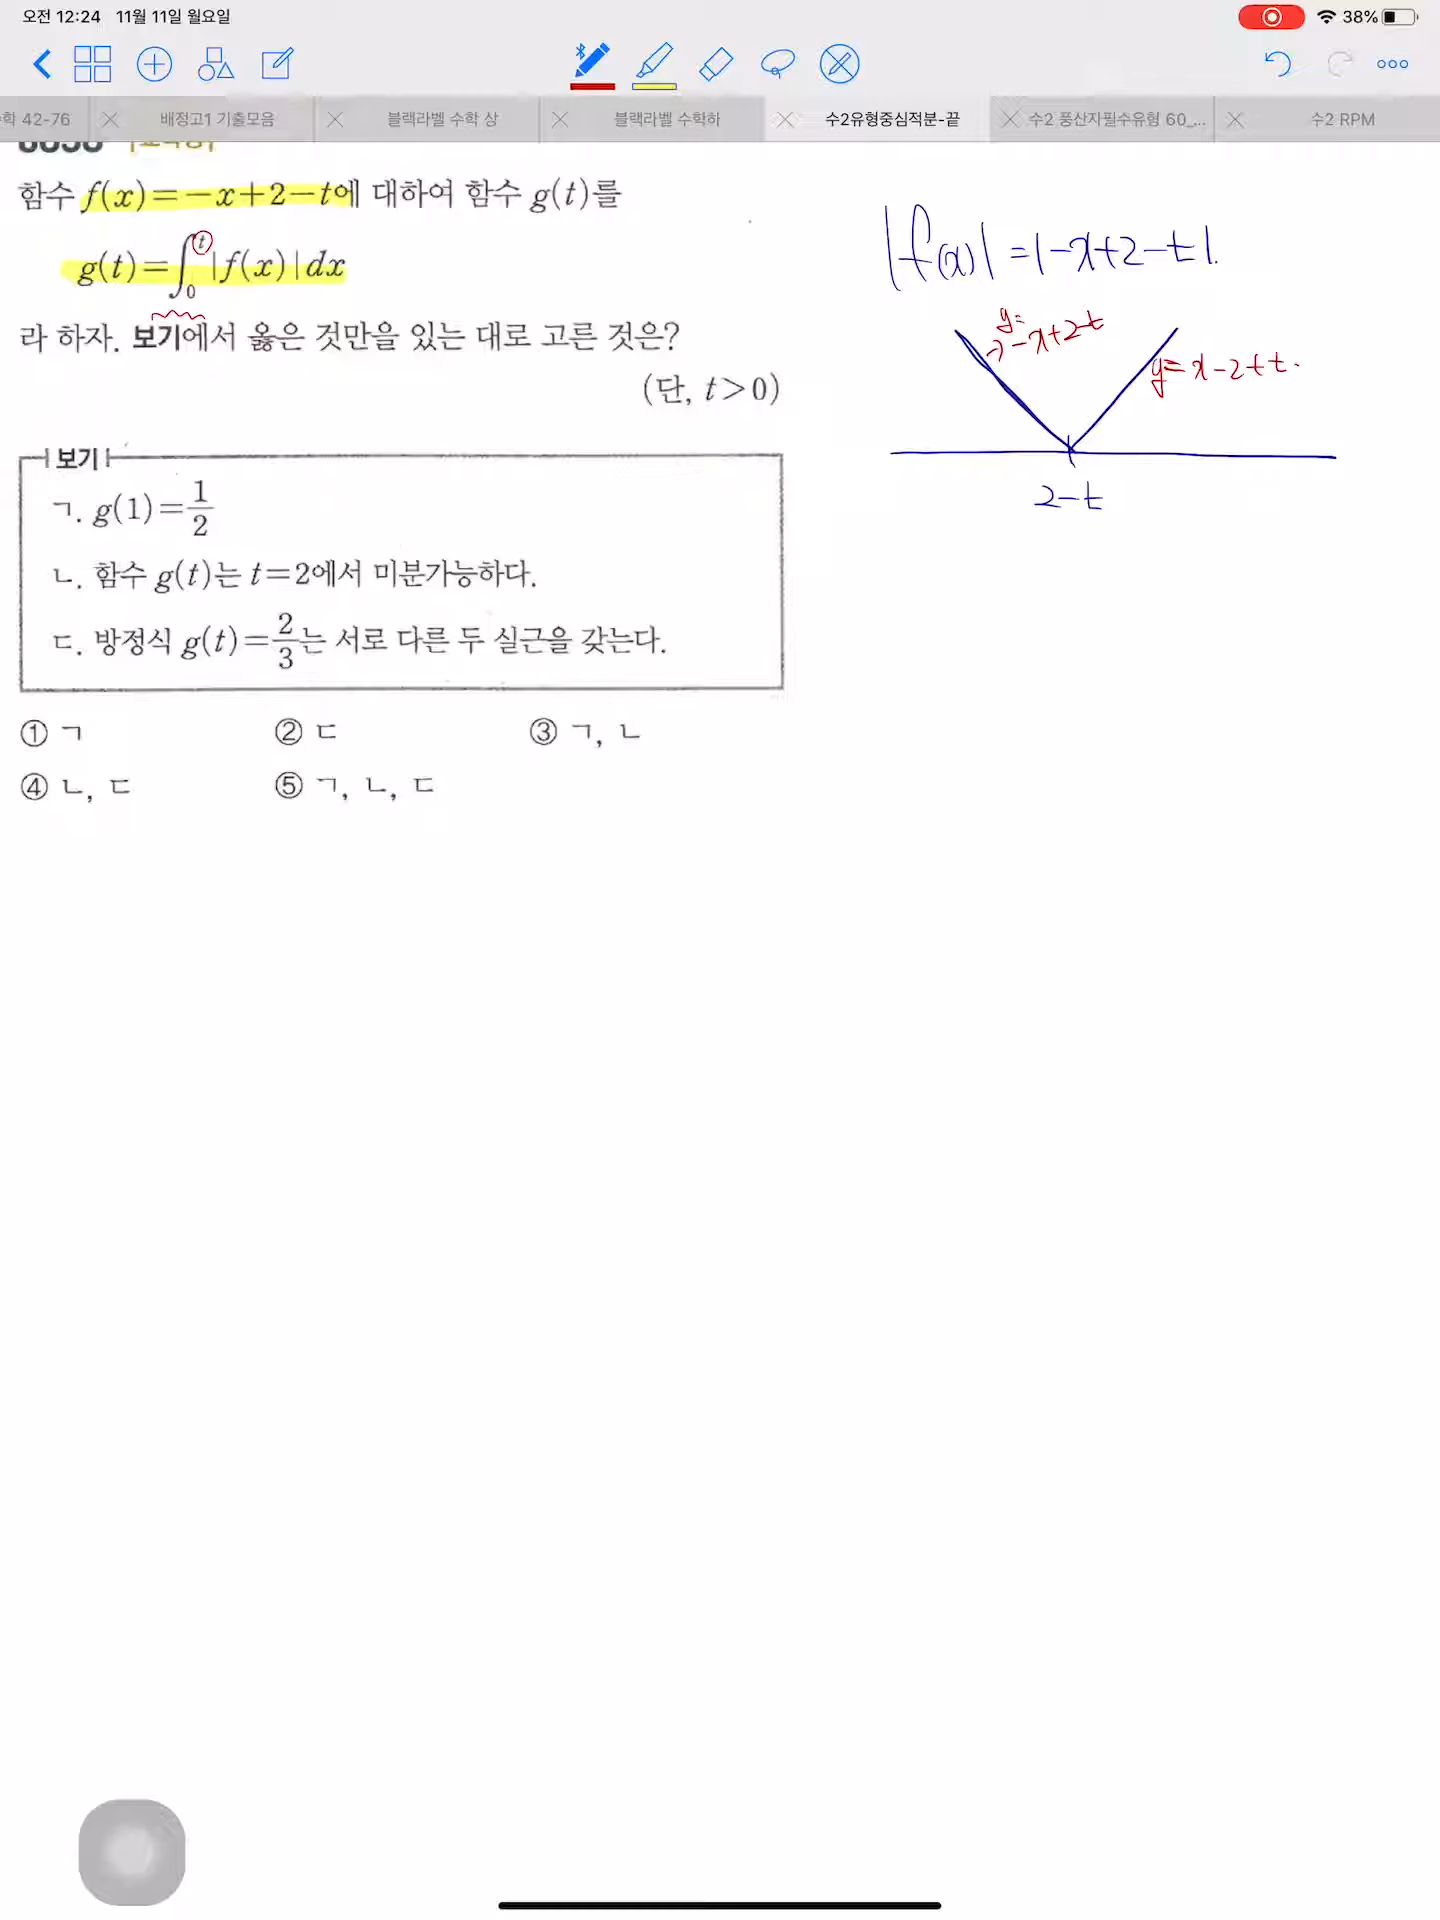 오전 12:24 11월 11일 월요일
38%
학 42-76
배정고1 기출모음
블랙라벨 수학 상
블랙라벨 수학하
수2유형중심적분-끝
수2 풍산자필수유형 60_...
수2 RPM
함수 f(x)=-x+2-t에 대하여 함수 g(t)를
g(t)=∫₀ᵗ|f(x)|dx
라 하자. 보기에서 옳은 것만을 있는 대로 고른 것은?
(단, t>0)
보기
ㄱ. g(1)=1/2
ㄴ. 함수 g(t)는 t=2에서 미분가능하다.
ㄷ. 방정식 g(t)=2/3는 서로 다른 두 실근을 갖는다.
① ㄱ ② ㄷ ③ ㄱ, ㄴ
④ ㄴ, ㄷ ⑤ ㄱ, ㄴ, ㄷ
|f(x)|=|-x+2-t|.
y=
→-x+2-t
y=x-2+t.
2-t